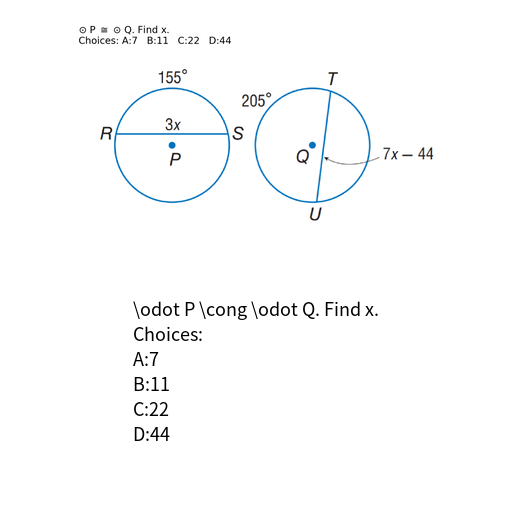 ⊙ P ≅ ⊙ Q. Find x.
Choices: A:7 B:11 C:22 D:44
155°
T
205°
R 3x S
P
Q
7x – 44
U
\odot P \cong \odot Q. Find x.
Choices:
A:7
B:11
C:22
D:44